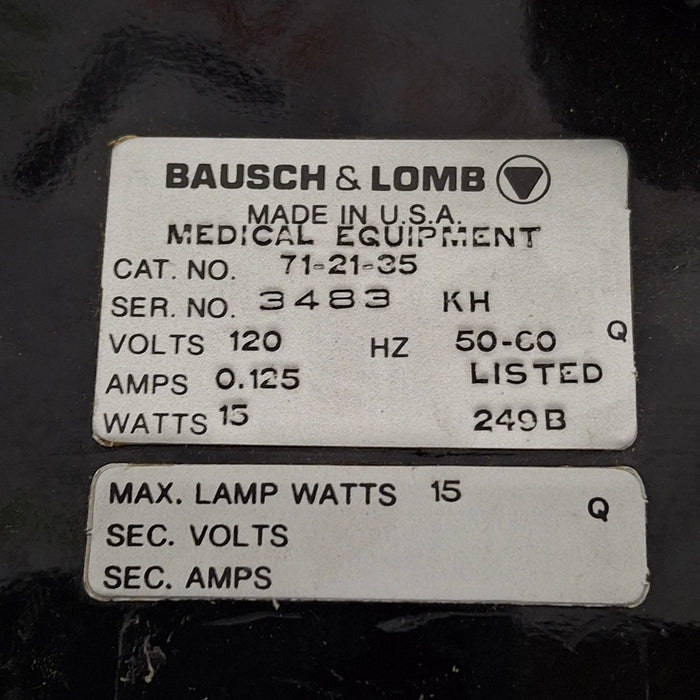 BAUSCH & LOMB
MADE IN U.S.A.
MEDICAL EQUIPMENT
CAT. NO. 71-21-35
SER. NO. 3483 KH
VOLTS 120 HZ 50-60 Q
AMPS 0.125 LISTED
WATTS 15 249B
MAX. LAMP WATTS 15 Q
SEC. VOLTS
SEC. AMPS